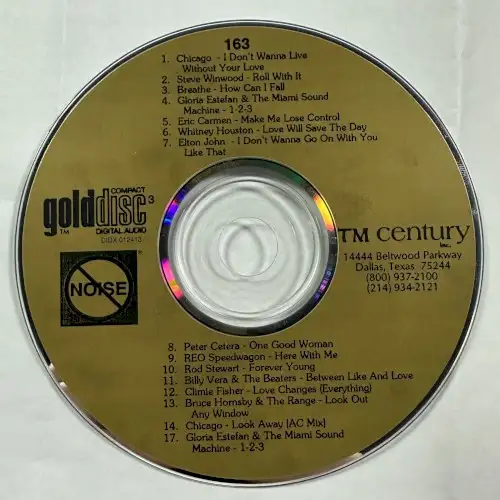 163
1. Chicago - I Don't Wanna Live
Without Your Love
2. Steve Winwood - Roll With It
3. Breathe - How Can I Fall
4. Gloria Estefan & The Miami Sound
Machine - 1-2-3
5. Eric Carmen - Make Me Lose Control
6. Whitney Houston - Love Will Save The Day
7. Elton John - I Don't Wanna Go On With You
Like That
COMPACT
golddisc 3
TM DIGITAL AUDIO
DIDX 012413
NOISE
TM century
Inc.
14444 Beltwood Parkway
Dallas, Texas 75244
(800) 937-2100
(214) 934-2121
8. Peter Cetera - One Good Woman
9. REO Speedwagon - Here With Me
10. Rod Stewart - Forever Young
11. Billy Vera & The Beaters - Between Like And Love
12. Climie Fisher - Love Changes (Everything)
13. Bruce Hornsby & The Range - Look Out
Any Window
14. Chicago - Look Away [AC Mix]
17. Gloria Estefan & The Miami Sound
Machine - 1-2-3